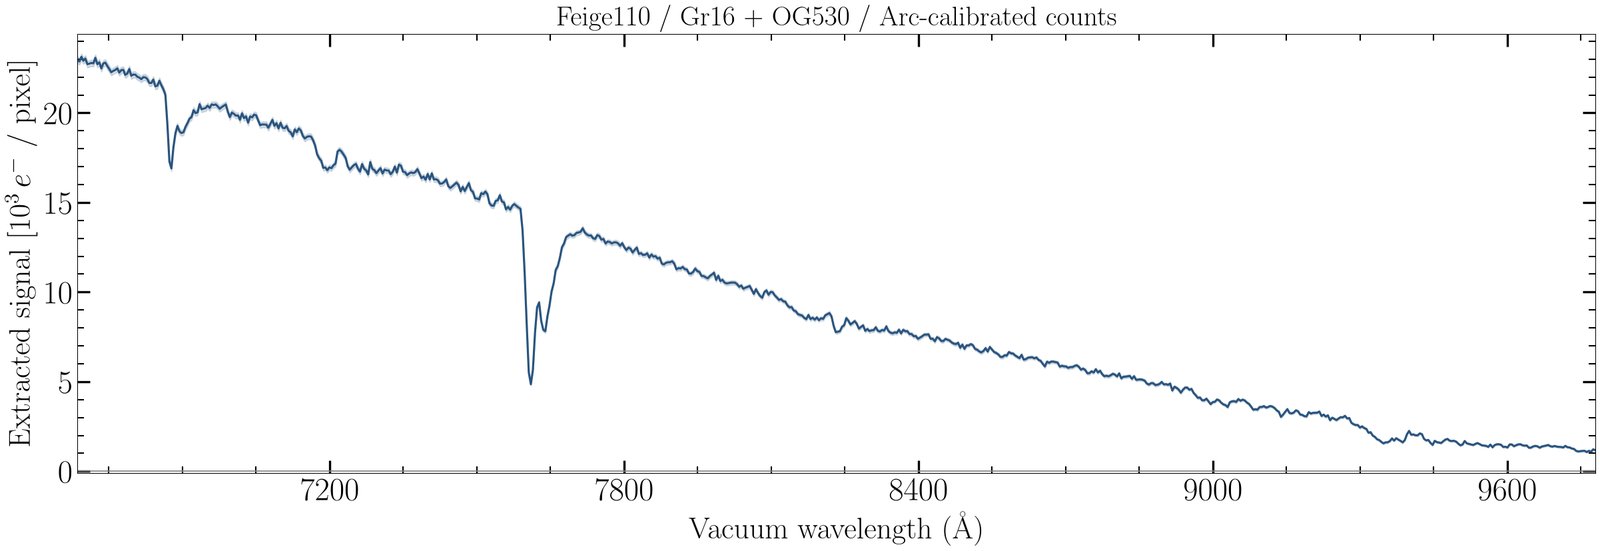 Feige110 / Gr16 + OG530 / Arc-calibrated counts
Extracted signal [10³ e⁻ / pixel]
20
15
10
5
0
7200 7800 8400 9000 9600
Vacuum wavelength (Å)